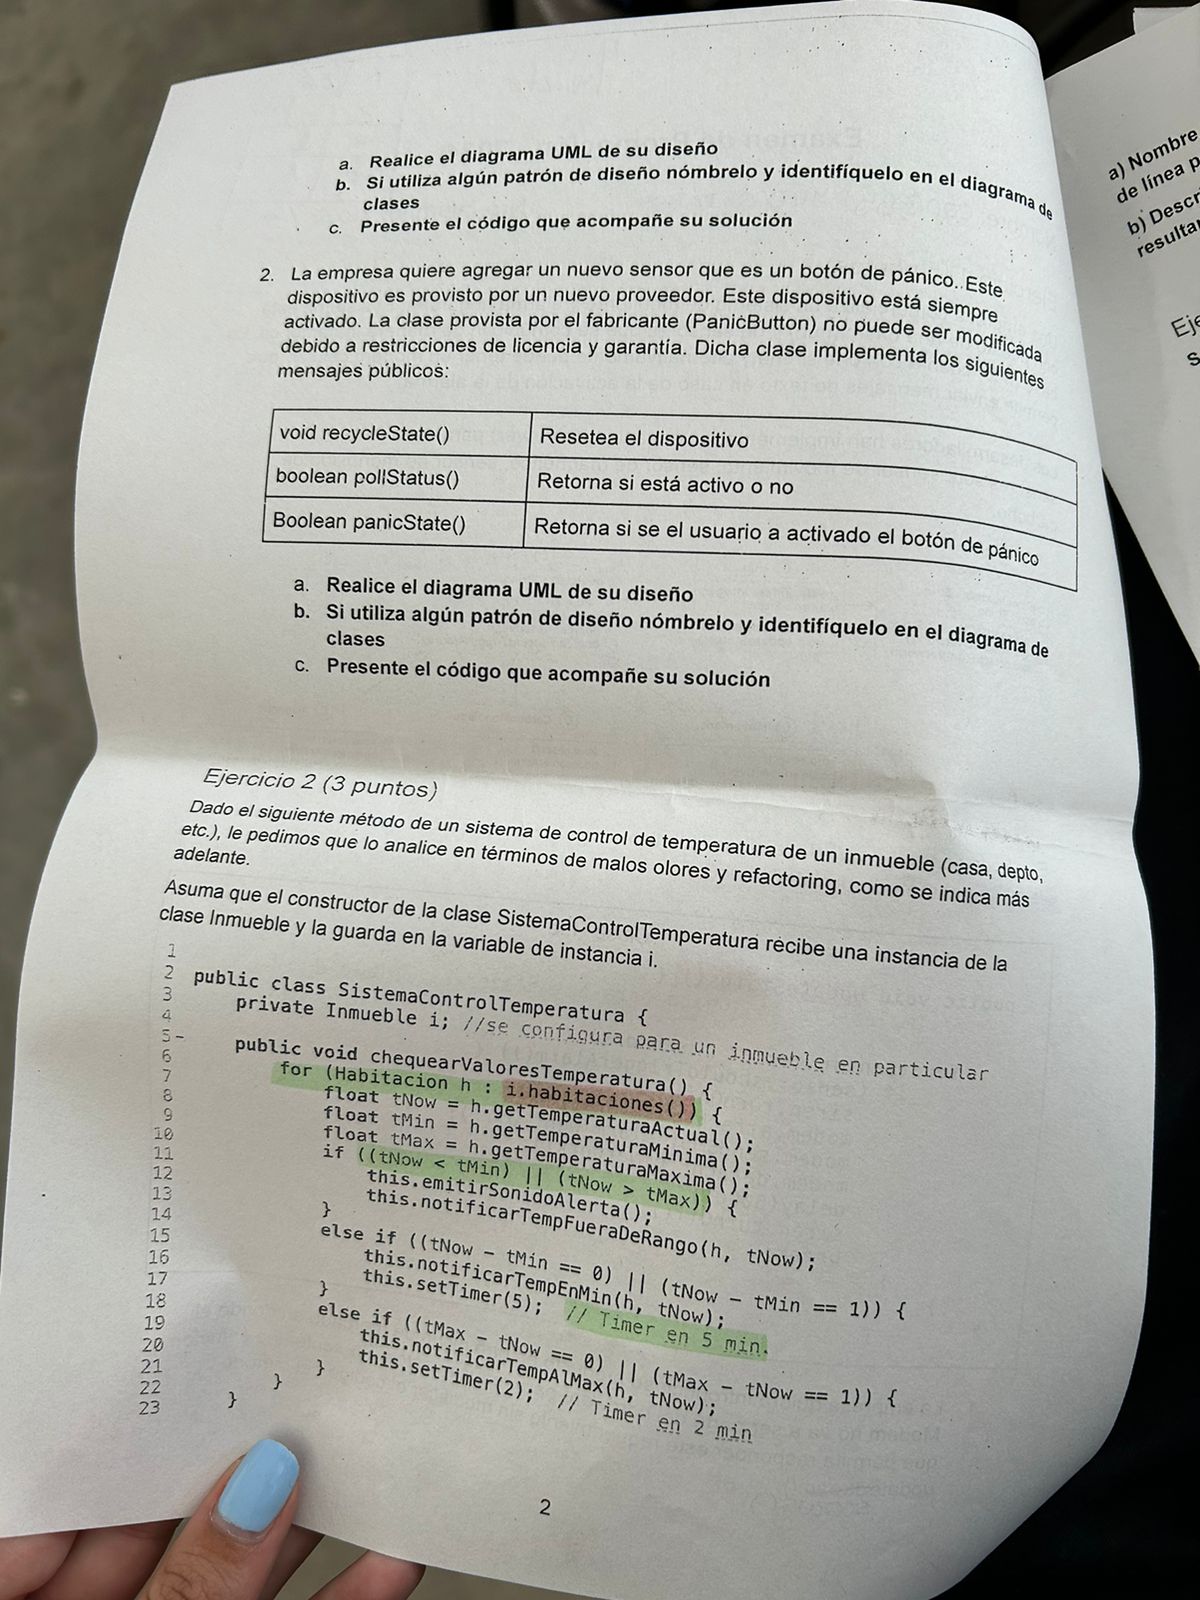 a. Realice el diagrama UML de su diseño
b. Si utiliza algún patrón de diseño nómbrelo y identifíquelo en el diagrama de
clases
c. Presente el código que acompañe su solución
2. La empresa quiere agregar un nuevo sensor que es un botón de pánico. Este
dispositivo es provisto por un nuevo proveedor. Este dispositivo está siempre
activado. La clase provista por el fabricante (PanicButton) no puede ser modificada
debido a restricciones de licencia y garantía. Dicha clase implementa los siguientes
mensajes públicos:
void recycleState() Resetea el dispositivo
boolean pollStatus() Retorna si está activo o no
Boolean panicState() Retorna si se el usuario a activado el botón de pánico
a. Realice el diagrama UML de su diseño
b. Si utiliza algún patrón de diseño nómbrelo y identifíquelo en el diagrama de
clases
c. Presente el código que acompañe su solución
Ejercicio 2 (3 puntos)
Dado el siguiente método de un sistema de control de temperatura de un inmueble (casa, depto,
etc.), le pedimos que lo analice en términos de malos olores y refactoring, como se indica más
adelante.
Asuma que el constructor de la clase SistemaControlTemperatura recibe una instancia de la
clase Inmueble y la guarda en la variable de instancia i.
1
2 public class SistemaControlTemperatura {
3 private Inmueble i; //se configura para un inmueble en particular
4
5- public void chequearValoresTemperatura() {
6 for (Habitacion h : i.habitaciones()) {
7 float tNow = h.getTemperaturaActual();
8 float tMin = h.getTemperaturaMinima();
9 float tMax = h.getTemperaturaMaxima();
10 if ((tNow < tMin) || (tNow > tMax)) {
11 this.emitirSonidoAlerta();
12 this.notificarTempFueraDeRango(h, tNow);
13 }
14 else if ((tNow - tMin == 0) || (tNow - tMin == 1)) {
15 this.notificarTempEnMin(h, tNow);
16 this.setTimer(5); // Timer en 5 min.
17 }
18 else if ((tMax - tNow == 0) || (tMax - tNow == 1)) {
19 this.notificarTempAlMax(h, tNow);
20 this.setTimer(2); // Timer en 2 min
21 }
22 }
23 }
2
a) Nombre
de línea p
b) Descr
resulta
Eje
s